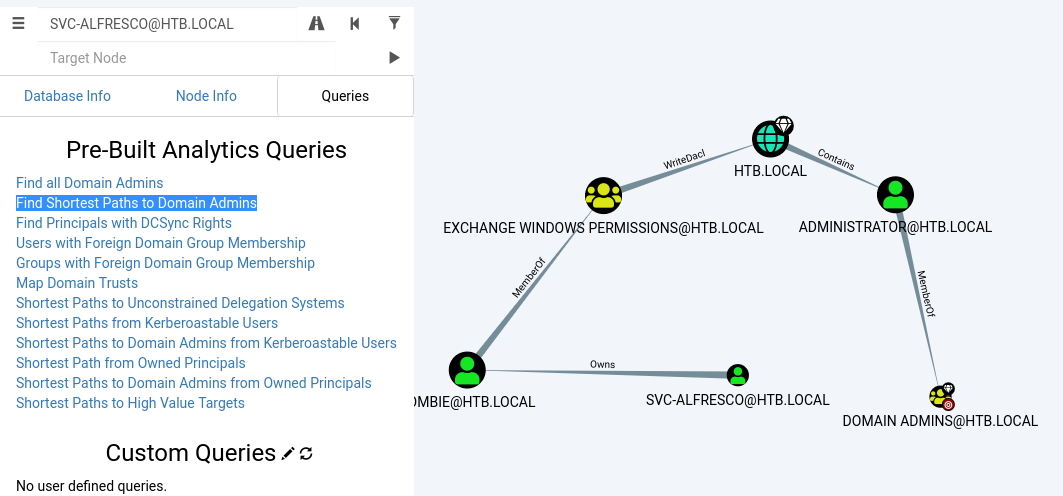 SVC-ALFRESCO@HTB.LOCAL
Target Node
Database Info
Node Info
Queries
Pre-Built Analytics Queries
Find all Domain Admins
Find Shortest Paths to Domain Admins
Find Principals with DCSync Rights
Users with Foreign Domain Group Membership
Groups with Foreign Domain Group Membership
Map Domain Trusts
Shortest Paths to Unconstrained Delegation Systems
Shortest Paths from Kerberoastable Users
Shortest Paths to Domain Admins from Kerberoastable Users
Shortest Path from Owned Principals
Shortest Paths to Domain Admins from Owned Principals
Shortest Paths to High Value Targets
Custom Queries
No user defined queries.
WriteDacl
Contains
HTB.LOCAL
EXCHANGE WINDOWS PERMISSIONS@HTB.LOCAL
ADMINISTRATOR@HTB.LOCAL
MemberOf
MemberOf
Owns
OMBIE@HTB.LOCAL
SVC-ALFRESCO@HTB.LOCAL
DOMAIN ADMINS@HTB.LOCAL